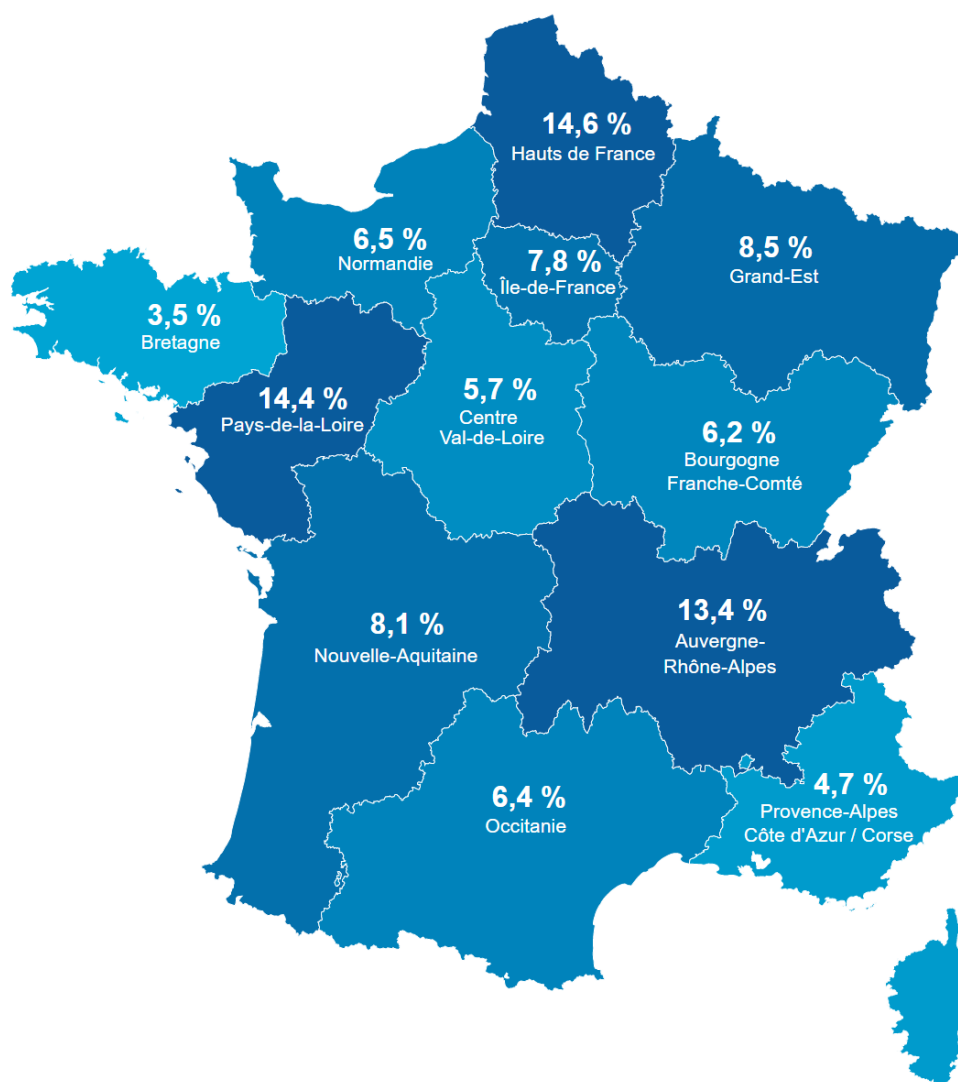 14,6 %
Hauts de France
6,5 %
Normandie
7,8 %
Île-de-France
8,5 %
Grand-Est
3,5 %
Bretagne
14,4 %
Pays-de-la-Loire
5,7 %
Centre
Val-de-Loire
6,2 %
Bourgogne
Franche-Comté
8,1 %
Nouvelle-Aquitaine
13,4 %
Auvergne-
Rhône-Alpes
6,4 %
Occitanie
4,7 %
Provence-Alpes
Côte d'Azur / Corse